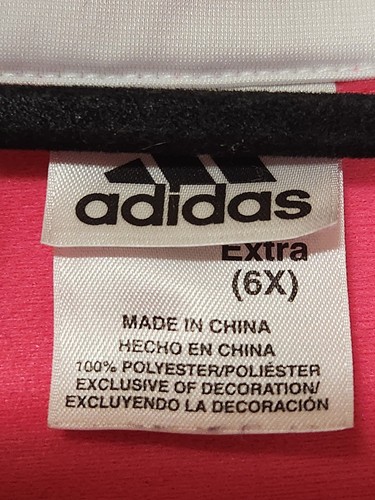 adidas
Extra
(6X)
MADE IN CHINA
HECHO EN CHINA
100% POLYESTER/POLIÉSTER
EXCLUSIVE OF DECORATION/
EXCLUYENDO LA DECORACIÓN